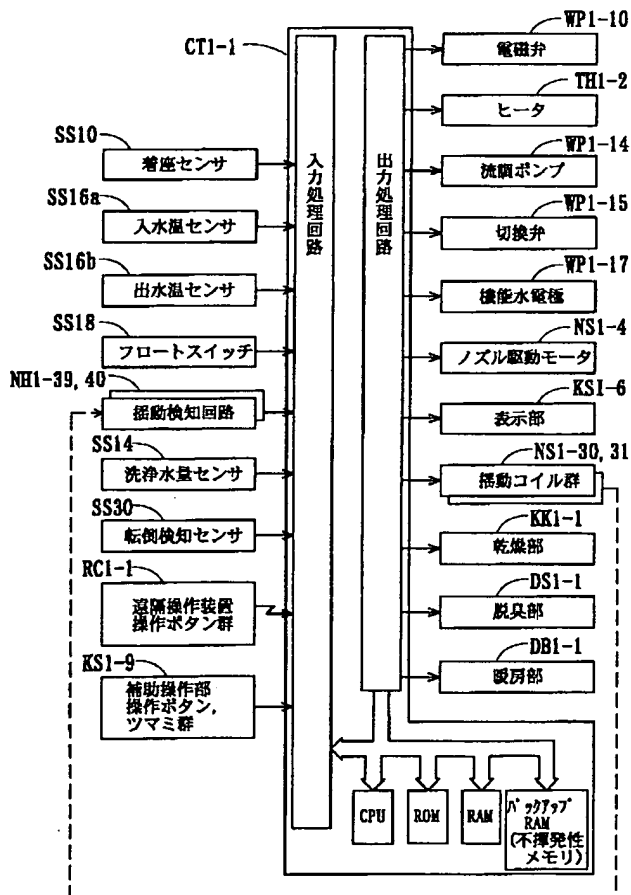 CT1-1
SS10
着座センサ
SS16a
入水温センサ
SS16b
出水温センサ
SS18
フロートスイッチ
NH1-39, 40
揺動検知回路
SS14
洗浄水量センサ
SS30
転倒検知センサ
RC1-1
遠隔操作装置
操作ボタン群
KS1-9
補助操作部
操作ボタン,
ツマミ群
入力処理回路
出力処理回路
WP1-10
電磁弁
TH1-2
ヒータ
WP1-14
流調ポンプ
WP1-15
切換弁
WP1-17
機能水電極
NS1-4
ノズル駆動モータ
KS1-6
表示部
NS1-30, 31
揺動コイル群
KK1-1
乾燥部
DS1-1
脱臭部
DB1-1
暖房部
CPU
ROM
RAM
バックアップ
RAM
(不揮発性
メモリ)